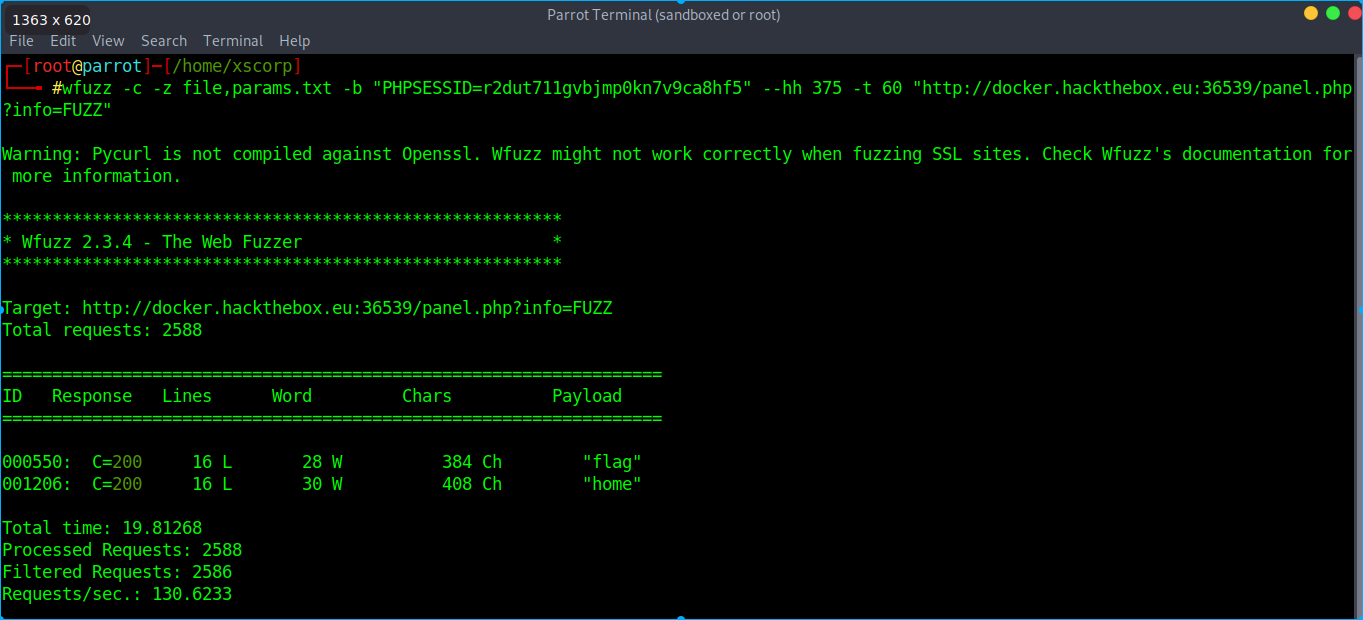 1363 x 620
Parrot Terminal (sandboxed or root)
File Edit View Search Terminal Help
┌─[root@parrot]─[/home/xscorp]
└──╼ #wfuzz -c -z file,params.txt -b "PHPSESSID=r2dut711gvbjmp0kn7v9ca8hf5" --hh 375 -t 60 "http://docker.hackthebox.eu:36539/panel.php
?info=FUZZ"
Warning: Pycurl is not compiled against Openssl. Wfuzz might not work correctly when fuzzing SSL sites. Check Wfuzz's documentation for
more information.
********************************************************
* Wfuzz 2.3.4 - The Web Fuzzer                         *
********************************************************
Target: http://docker.hackthebox.eu:36539/panel.php?info=FUZZ
Total requests: 2588
==================================================================
ID   Response   Lines      Word         Chars          Payload
==================================================================
000550:  C=200     16 L       28 W          384 Ch        "flag"
001206:  C=200     16 L       30 W          408 Ch        "home"
Total time: 19.81268
Processed Requests: 2588
Filtered Requests: 2586
Requests/sec.: 130.6233